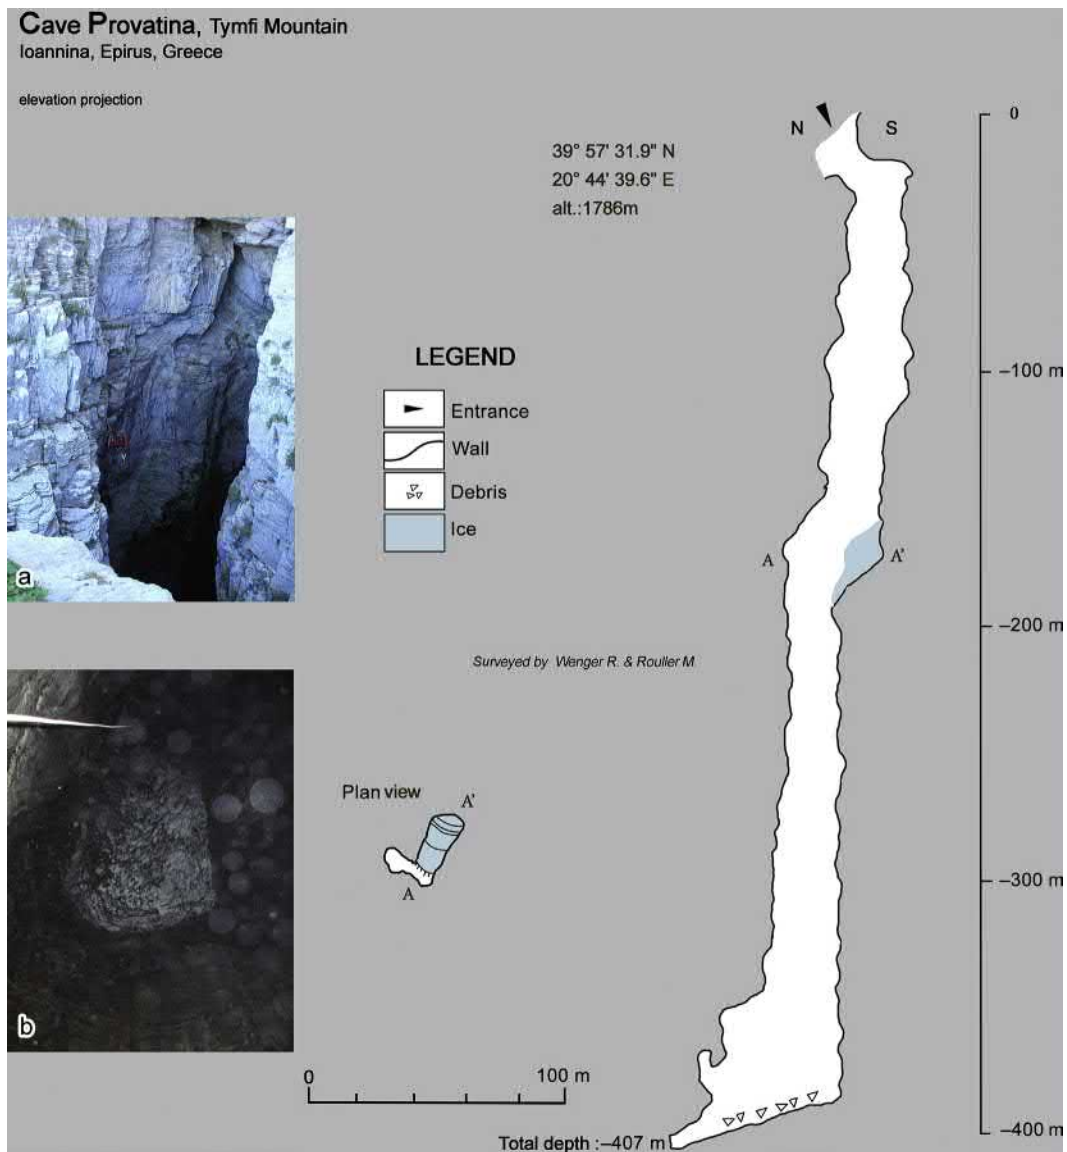 Cave Provatina, Tymfi Mountain
Ioannina, Epirus, Greece
elevation projection
39° 57' 31.9" N
20° 44' 39.6" E
alt.:1786m
N
S
0
–100 m
–200 m
–300 m
–400 m
LEGEND
Entrance
Wall
Debris
Ice
a
A
A'
Surveyed by Wenger R. & Rouller M
Plan view
A'
A
b
0
100 m
Total depth :–407 m